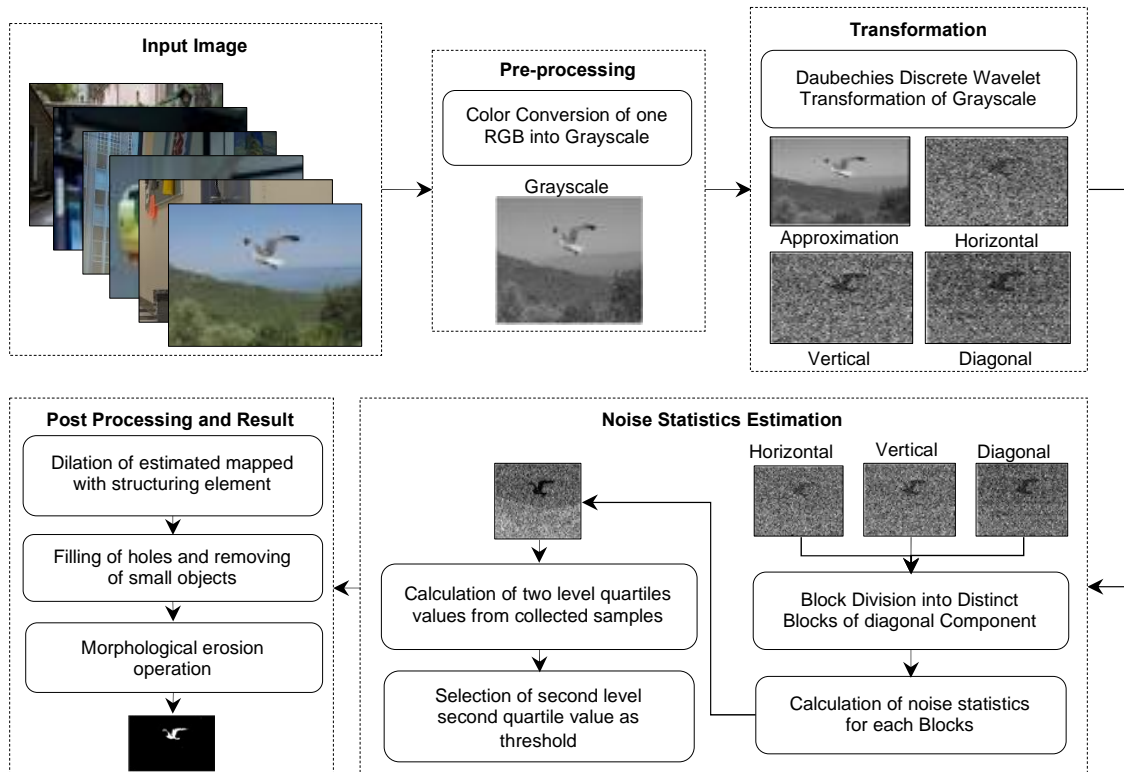 Input Image
Pre-processing
Color Conversion of one
RGB into Grayscale
Grayscale
Transformation
Daubechies Discrete Wavelet
Transformation of Grayscale
Approximation
Horizontal
Vertical
Diagonal
Noise Statistics Estimation
Horizontal
Vertical
Diagonal
Block Division into Distinct
Blocks of diagonal Component
Calculation of noise statistics
for each Blocks
Calculation of two level quartiles
values from collected samples
Selection of second level
second quartile value as
threshold
Post Processing and Result
Dilation of estimated mapped
with structuring element
Filling of holes and removing
of small objects
Morphological erosion
operation